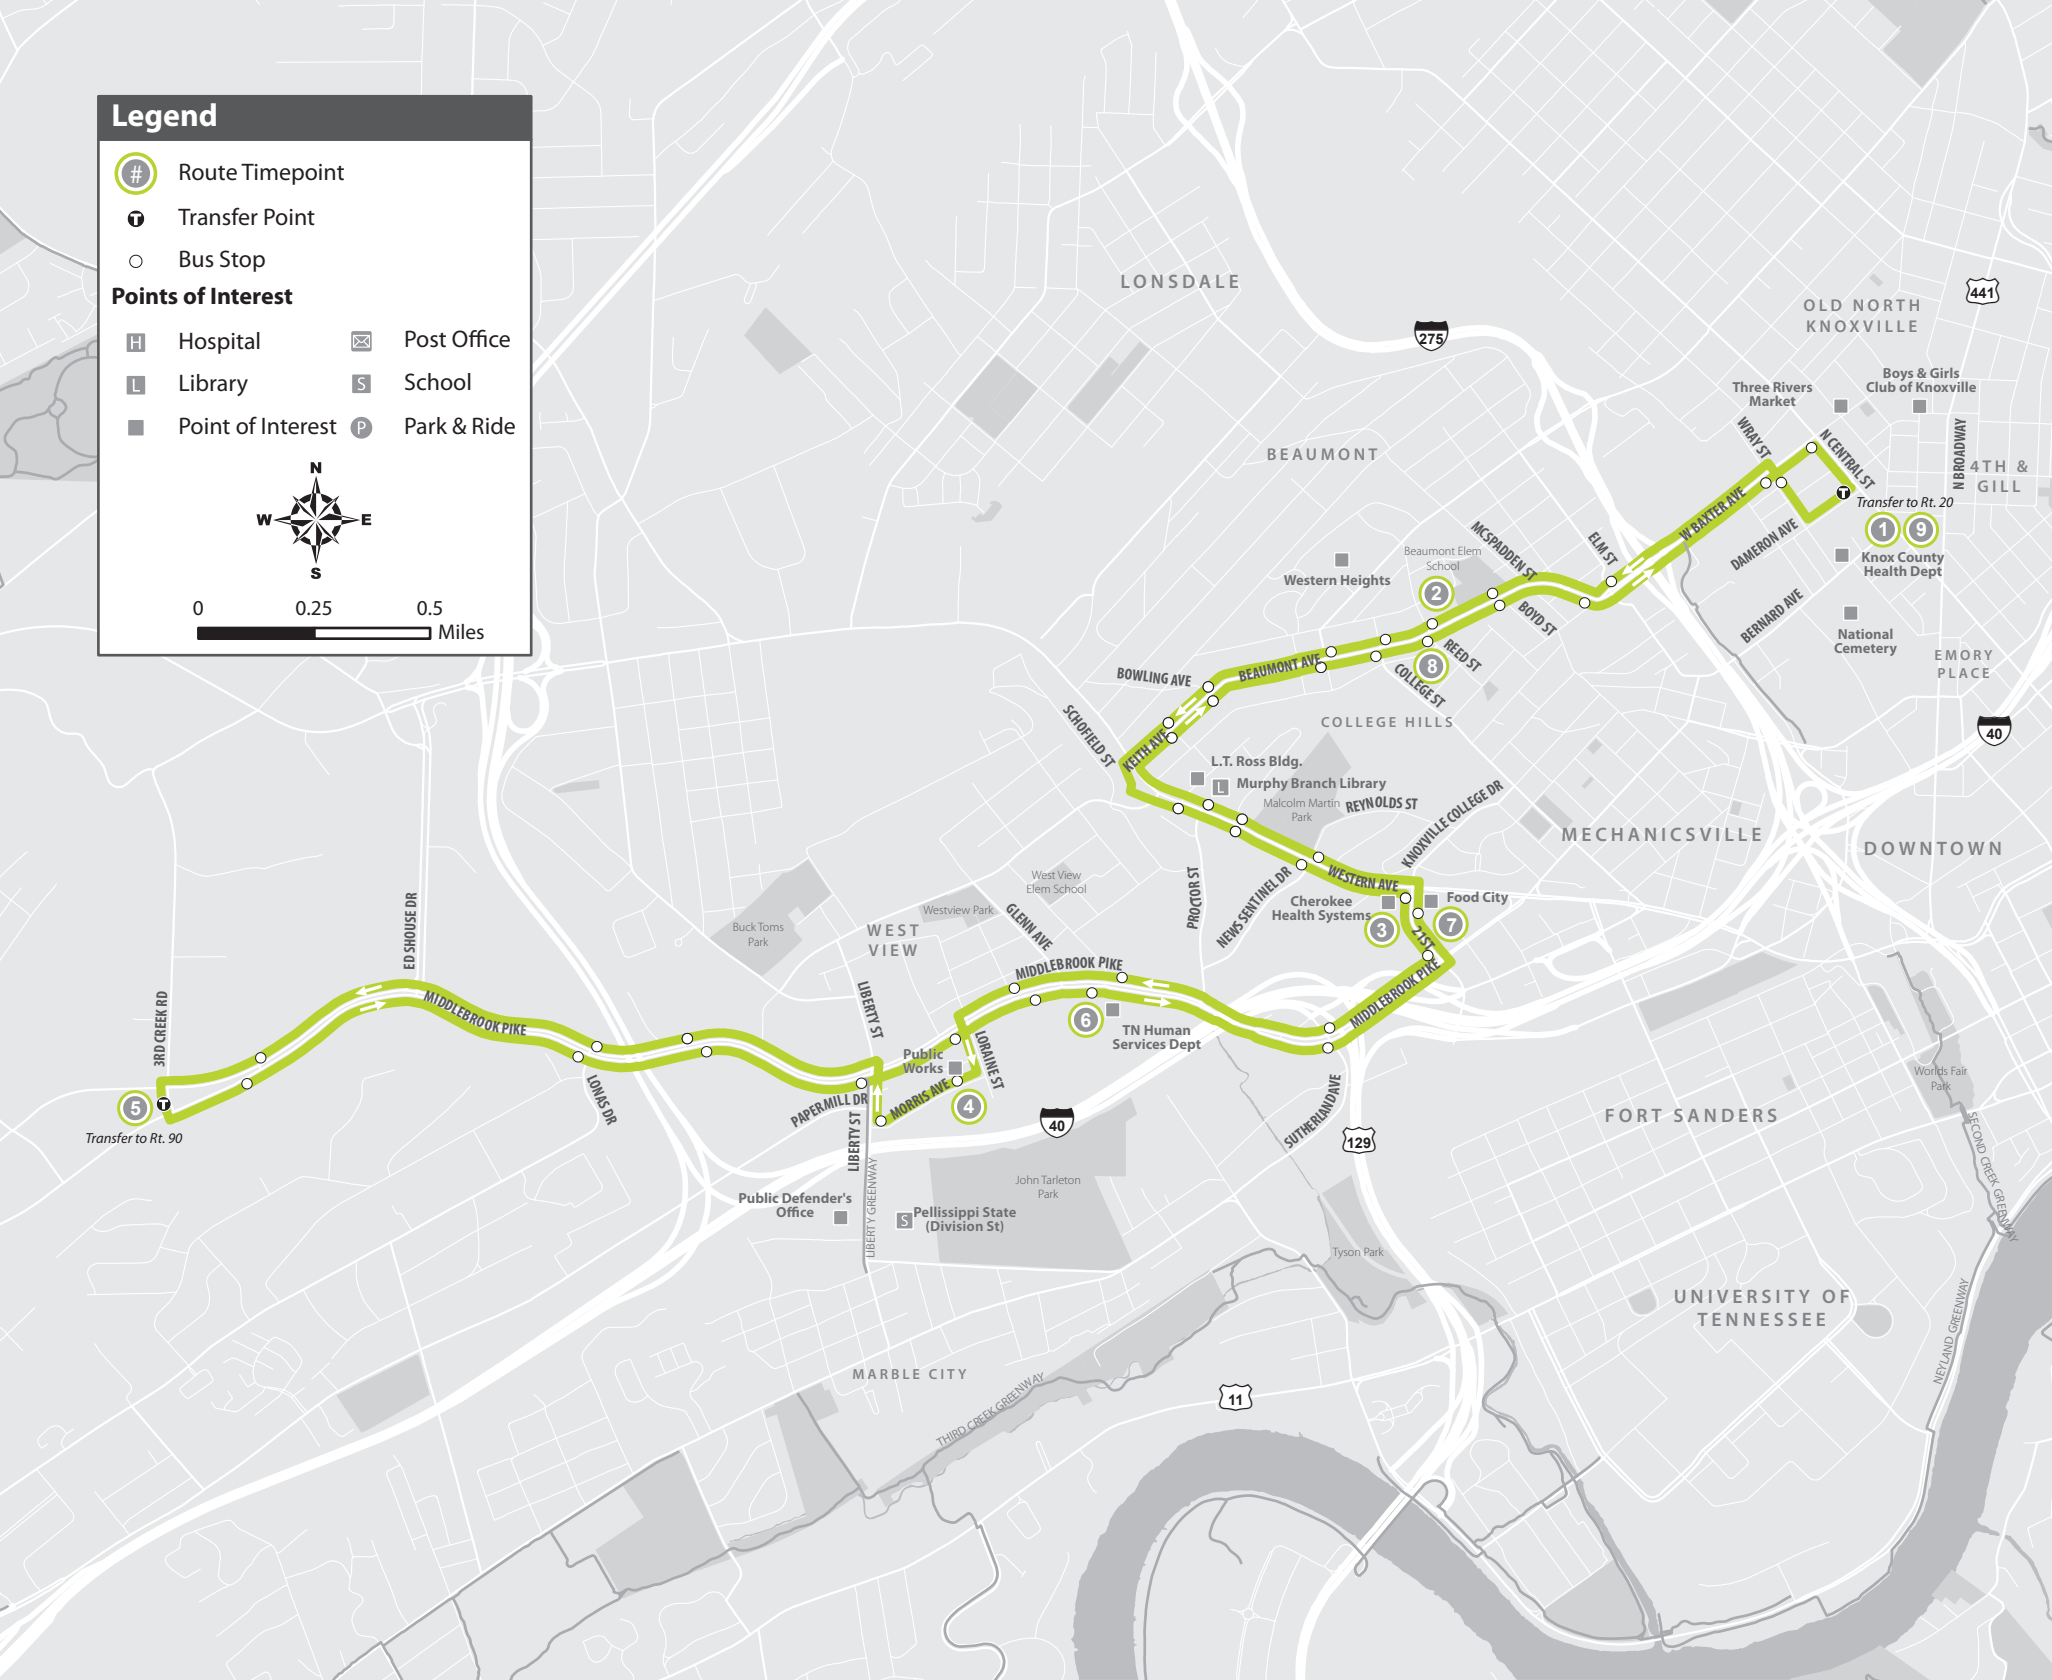 Legend
#
Route Timepoint
T
Transfer Point
Bus Stop
Points of Interest
H
Hospital
Post Office
L
Library
S
School
Point of Interest
P
Park & Ride
N
W
E
S
0
0.25
0.5
Miles
LONSDALE
275
441
OLD NORTH
KNOXVILLE
Boys & Girls
Club of Knoxville
Three Rivers
Market
WRAY ST
N CENTRAL ST
N BROADWAY
4TH &
GILL
BEAUMONT
T
Transfer to Rt. 20
1
9
Knox County
Health Dept
W BAXTER AVE
DAMERON AVE
BERNARD AVE
National
Cemetery
EMORY
PLACE
ELM ST
MCSPADDEN ST
Beaumont Elem
School
Western Heights
2
BOYD ST
REED ST
8
COLLEGE ST
BEAUMONT AVE
BOWLING AVE
COLLEGE HILLS
SCHOFIELD ST
KEITH AVE
40
L.T. Ross Bldg.
L
Murphy Branch Library
Malcolm Martin
Park
REYNOLDS ST
KNOXVILLE COLLEGE DR
MECHANICSVILLE
DOWNTOWN
WESTERN AVE
PROCTOR ST
NEWS SENTINEL DR
Cherokee
Health Systems
3
Food City
7
21ST
West View
Elem School
Westview Park
GLENN AVE
Buck Toms
Park
WEST
VIEW
ED SHOUSE DR
MIDDLEBROOK PIKE
MIDDLEBROOK PIKE
MIDDLEBROOK PIKE
LIBERTY ST
3RD CREEK RD
6
TN Human
Services Dept
Public
Works
LORAINE ST
MORRIS AVE
4
PAPERMILL DR
LIBERTY ST
LONAS DR
5
T
Transfer to Rt. 90
40
SUTHERLAND AVE
129
Worlds Fair
Park
FORT SANDERS
SECOND CREEK GREENWAY
LIBERTY GREENWAY
John Tarleton
Park
Public Defender's
Office
S
Pellissippi State
(Division St)
Tyson Park
UNIVERSITY OF
TENNESSEE
NEYLAND GREENWAY
MARBLE CITY
THIRD CREEK GREENWAY
11